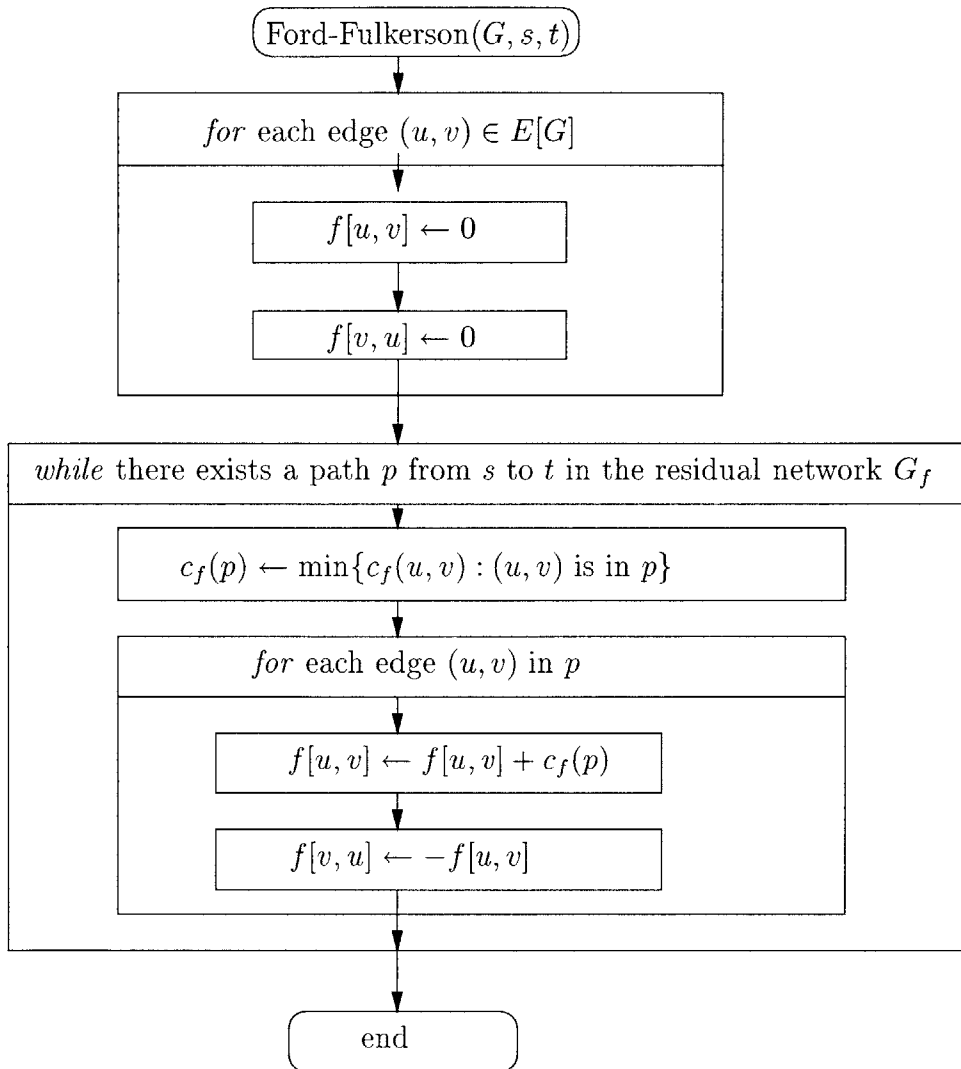 Ford-Fulkerson(G, s, t)
for each edge (u, v) ∈ E[G]
f[u, v] ← 0
f[v, u] ← 0
while there exists a path p from s to t in the residual network G_f
c_f(p) ← min{c_f(u, v) : (u, v) is in p}
for each edge (u, v) in p
f[u, v] ← f[u, v] + c_f(p)
f[v, u] ← −f[u, v]
end